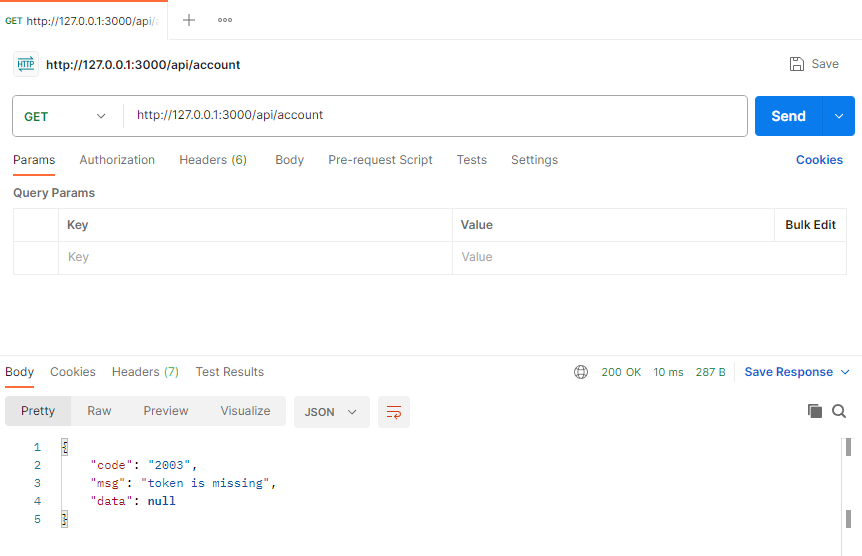 GET http://127.0.0.1:3000/api/
HTTP http://127.0.0.1:3000/api/account Save
GET http://127.0.0.1:3000/api/account Send
Params Authorization Headers (6) Body Pre-request Script Tests Settings Cookies
Query Params
Key Value Bulk Edit
Key Value
Body Cookies Headers (7) Test Results 200 OK 10 ms 287 B Save Response
Pretty Raw Preview Visualize JSON
1 {
2 "code": "2003",
3 "msg": "token is missing",
4 "data": null
5 }